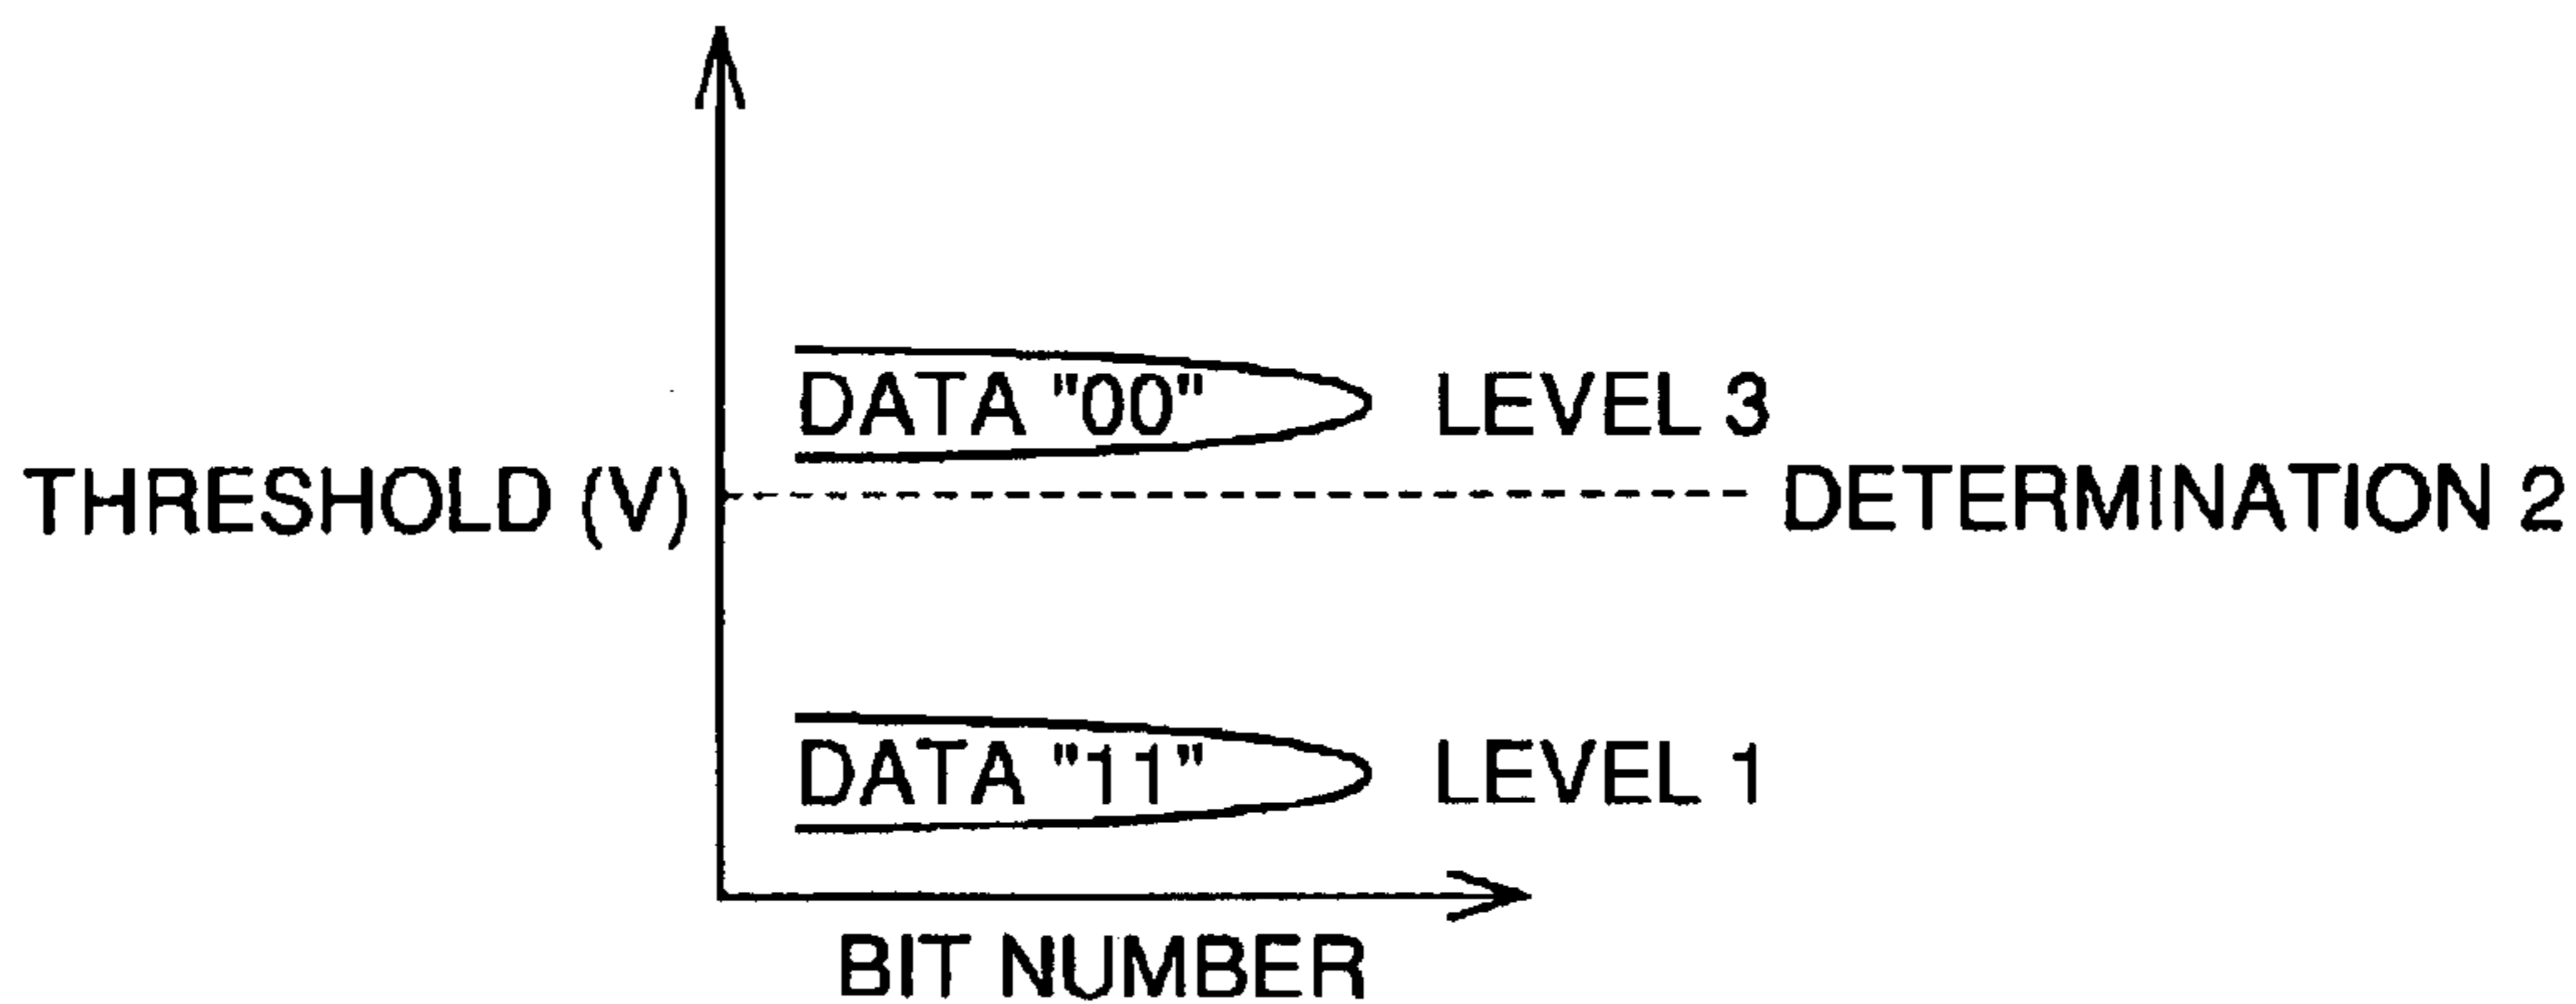 DATA "00" LEVEL 3
THRESHOLD (V) DETERMINATION 2
DATA "11" LEVEL 1
BIT NUMBER